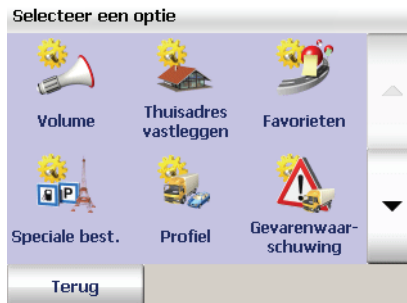 Selecteer een optie
Volume
Thuisadres
vastleggen
Favorieten
P
Speciale best.
Profiel
Gevarenwaar-
schuwing
Terug